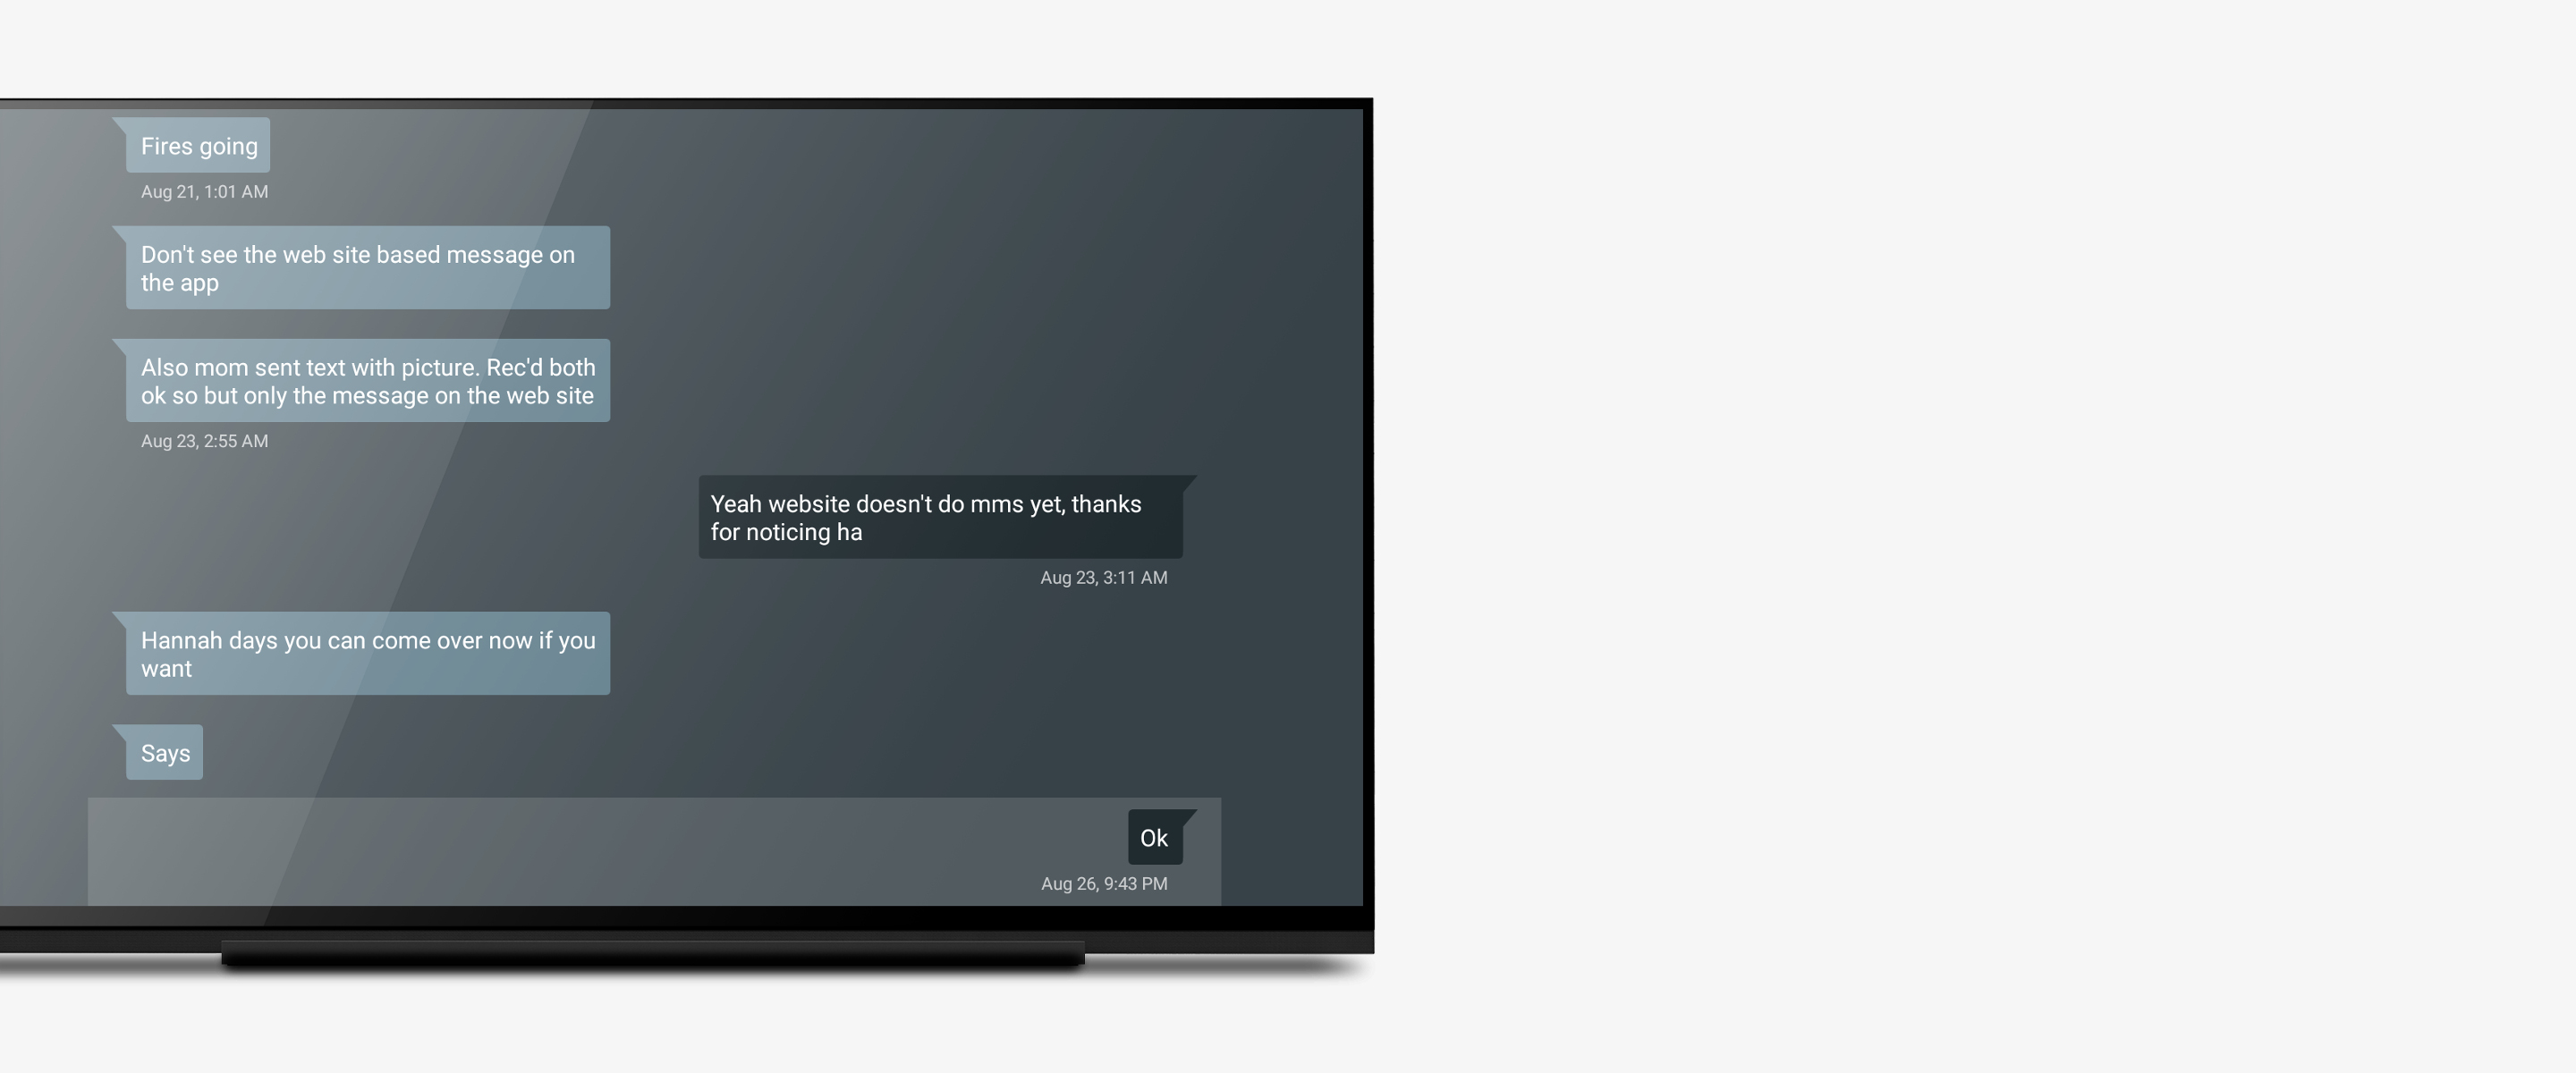 Fires going
Aug 21, 1:01 AM
Don't see the web site based message on
the app
Also mom sent text with picture. Rec'd both
ok so but only the message on the web site
Aug 23, 2:55 AM
Yeah website doesn't do mms yet, thanks
for noticing ha
Aug 23, 3:11 AM
Hannah days you can come over now if you
want
Says
Ok
Aug 26, 9:43 PM